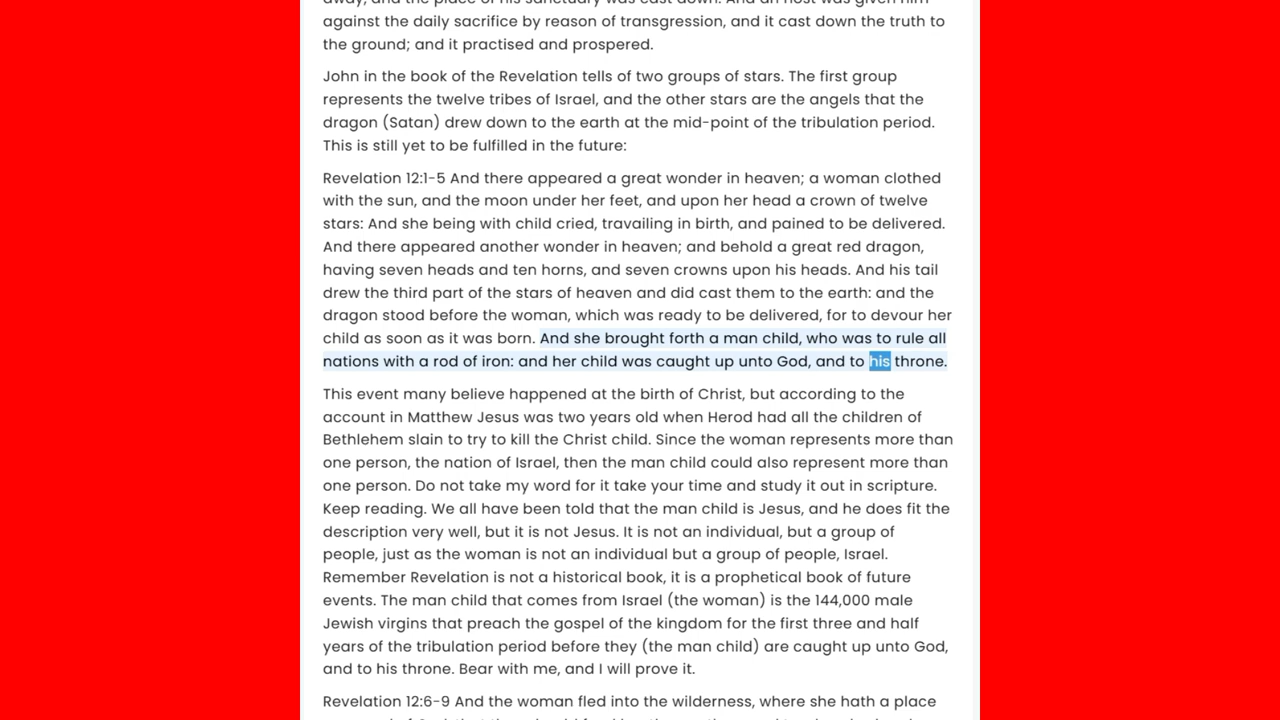 away, and the place of his sanctuary was cast down. And an host was given him
against the daily sacrifice by reason of transgression, and it cast down the truth to
the ground; and it practised and prospered.
John in the book of the Revelation tells of two groups of stars. The first group
represents the twelve tribes of Israel, and the other stars are the angels that the
dragon (Satan) drew down to the earth at the mid-point of the tribulation period.
This is still yet to be fulfilled in the future:
Revelation 12:1-5 And there appeared a great wonder in heaven; a woman clothed
with the sun, and the moon under her feet, and upon her head a crown of twelve
stars: And she being with child cried, travailing in birth, and pained to be delivered.
And there appeared another wonder in heaven; and behold a great red dragon,
having seven heads and ten horns, and seven crowns upon his heads. And his tail
drew the third part of the stars of heaven and did cast them to the earth: and the
dragon stood before the woman, which was ready to be delivered, for to devour her
child as soon as it was born. And she brought forth a man child, who was to rule all
nations with a rod of iron: and her child was caught up unto God, and to his throne.
This event many believe happened at the birth of Christ, but according to the
account in Matthew Jesus was two years old when Herod had all the children of
Bethlehem slain to try to kill the Christ child. Since the woman represents more than
one person, the nation of Israel, then the man child could also represent more than
one person. Do not take my word for it take your time and study it out in scripture.
Keep reading. We all have been told that the man child is Jesus, and he does fit the
description very well, but it is not Jesus. It is not an individual, but a group of
people, just as the woman is not an individual but a group of people, Israel.
Remember Revelation is not a historical book, it is a prophetical book of future
events. The man child that comes from Israel (the woman) is the 144,000 male
Jewish virgins that preach the gospel of the kingdom for the first three and half
years of the tribulation period before they (the man child) are caught up unto God,
and to his throne. Bear with me, and I will prove it.
Revelation 12:6-9 And the woman fled into the wilderness, where she hath a place